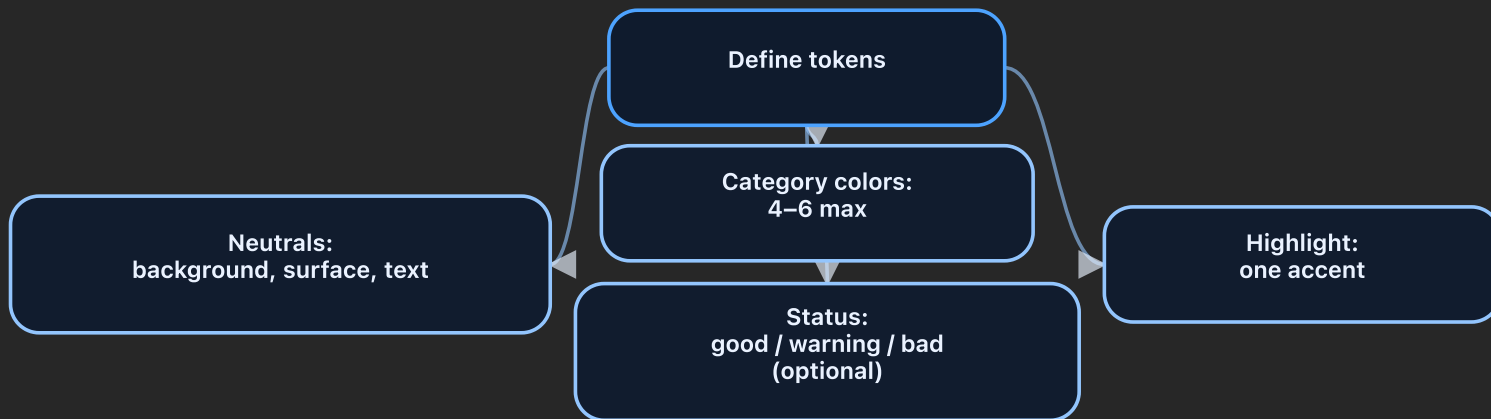 Define tokens
Category colors:
4–6 max
Neutrals:
background, surface, text
Highlight:
one accent
Status:
good / warning / bad
(optional)